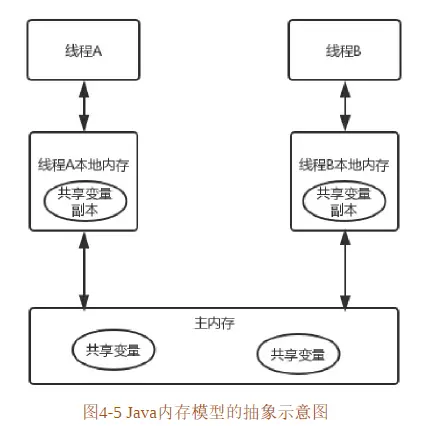 线程A
线程B
线程A本地内存
共享变量
副本
线程B本地内存
共享变量
副本
主内存
共享变量
共享变量
图4-5 Java内存模型的抽象示意图